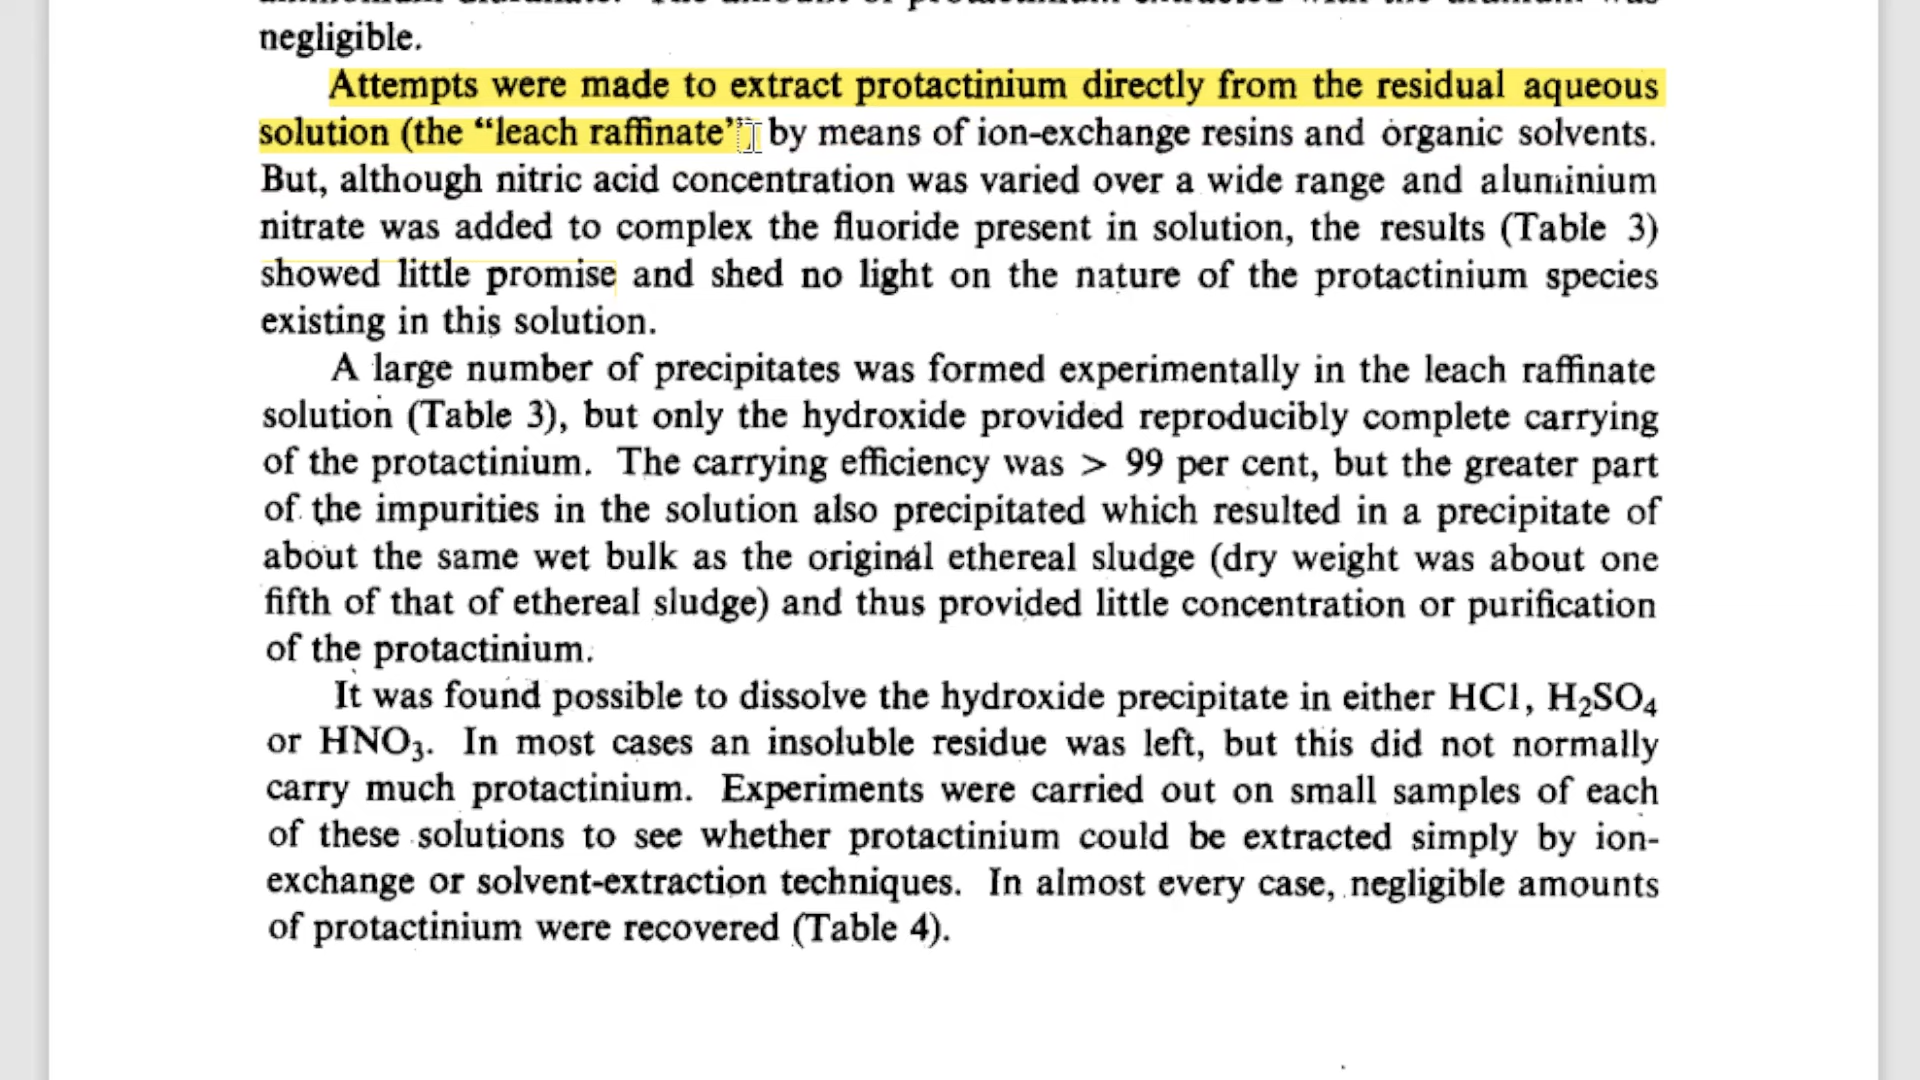 negligible.
Attempts were made to extract protactinium directly from the residual aqueous
solution (the “leach raffinate”) by means of ion-exchange resins and organic solvents.
But, although nitric acid concentration was varied over a wide range and aluminium
nitrate was added to complex the fluoride present in solution, the results (Table 3)
showed little promise and shed no light on the nature of the protactinium species
existing in this solution.
A large number of precipitates was formed experimentally in the leach raffinate
solution (Table 3), but only the hydroxide provided reproducibly complete carrying
of the protactinium. The carrying efficiency was > 99 per cent, but the greater part
of the impurities in the solution also precipitated which resulted in a precipitate of
about the same wet bulk as the original ethereal sludge (dry weight was about one
fifth of that of ethereal sludge) and thus provided little concentration or purification
of the protactinium.
It was found possible to dissolve the hydroxide precipitate in either HCl, H₂SO₄
or HNO₃. In most cases an insoluble residue was left, but this did not normally
carry much protactinium. Experiments were carried out on small samples of each
of these solutions to see whether protactinium could be extracted simply by ion-
exchange or solvent-extraction techniques. In almost every case, negligible amounts
of protactinium were recovered (Table 4).